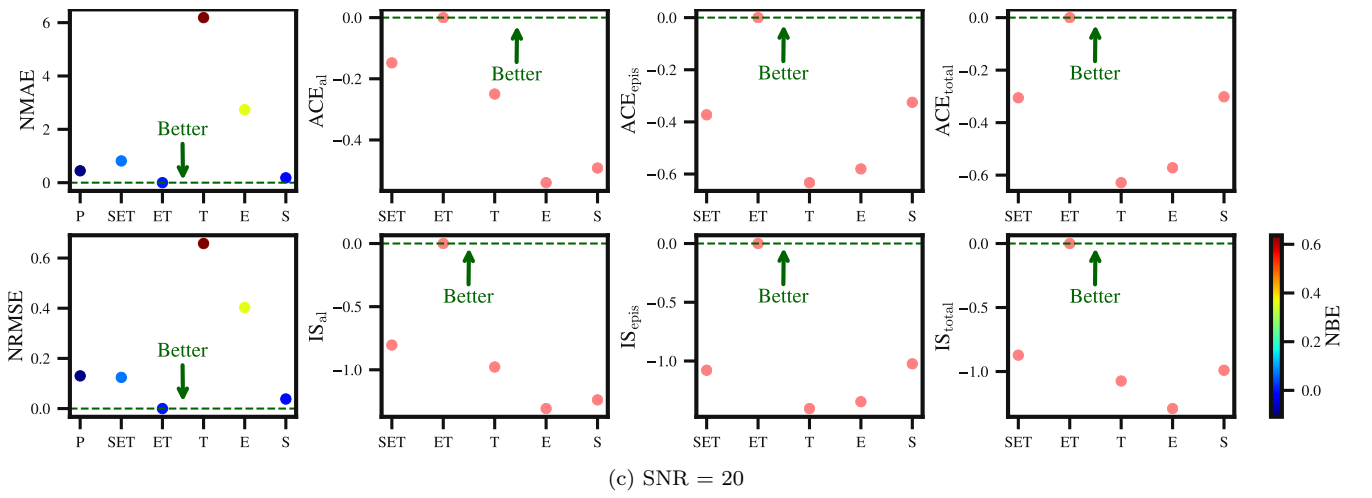 NMAE
6
4
2
0
Better
P SET ET T E S
ACE_al
0.0
−0.2
−0.4
Better
SET ET T E S
ACE_epis
0.0
−0.2
−0.4
−0.6
Better
SET ET T E S
ACE_total
0.0
−0.2
−0.4
−0.6
Better
SET ET T E S
NRMSE
0.6
0.4
0.2
0.0
Better
P SET ET T E S
IS_al
0.0
−0.5
−1.0
Better
SET ET T E S
IS_epis
0.0
−0.5
−1.0
Better
SET ET T E S
IS_total
0.0
−0.5
−1.0
Better
SET ET T E S
0.6
0.4
0.2
0.0
NBE
(c) SNR = 20